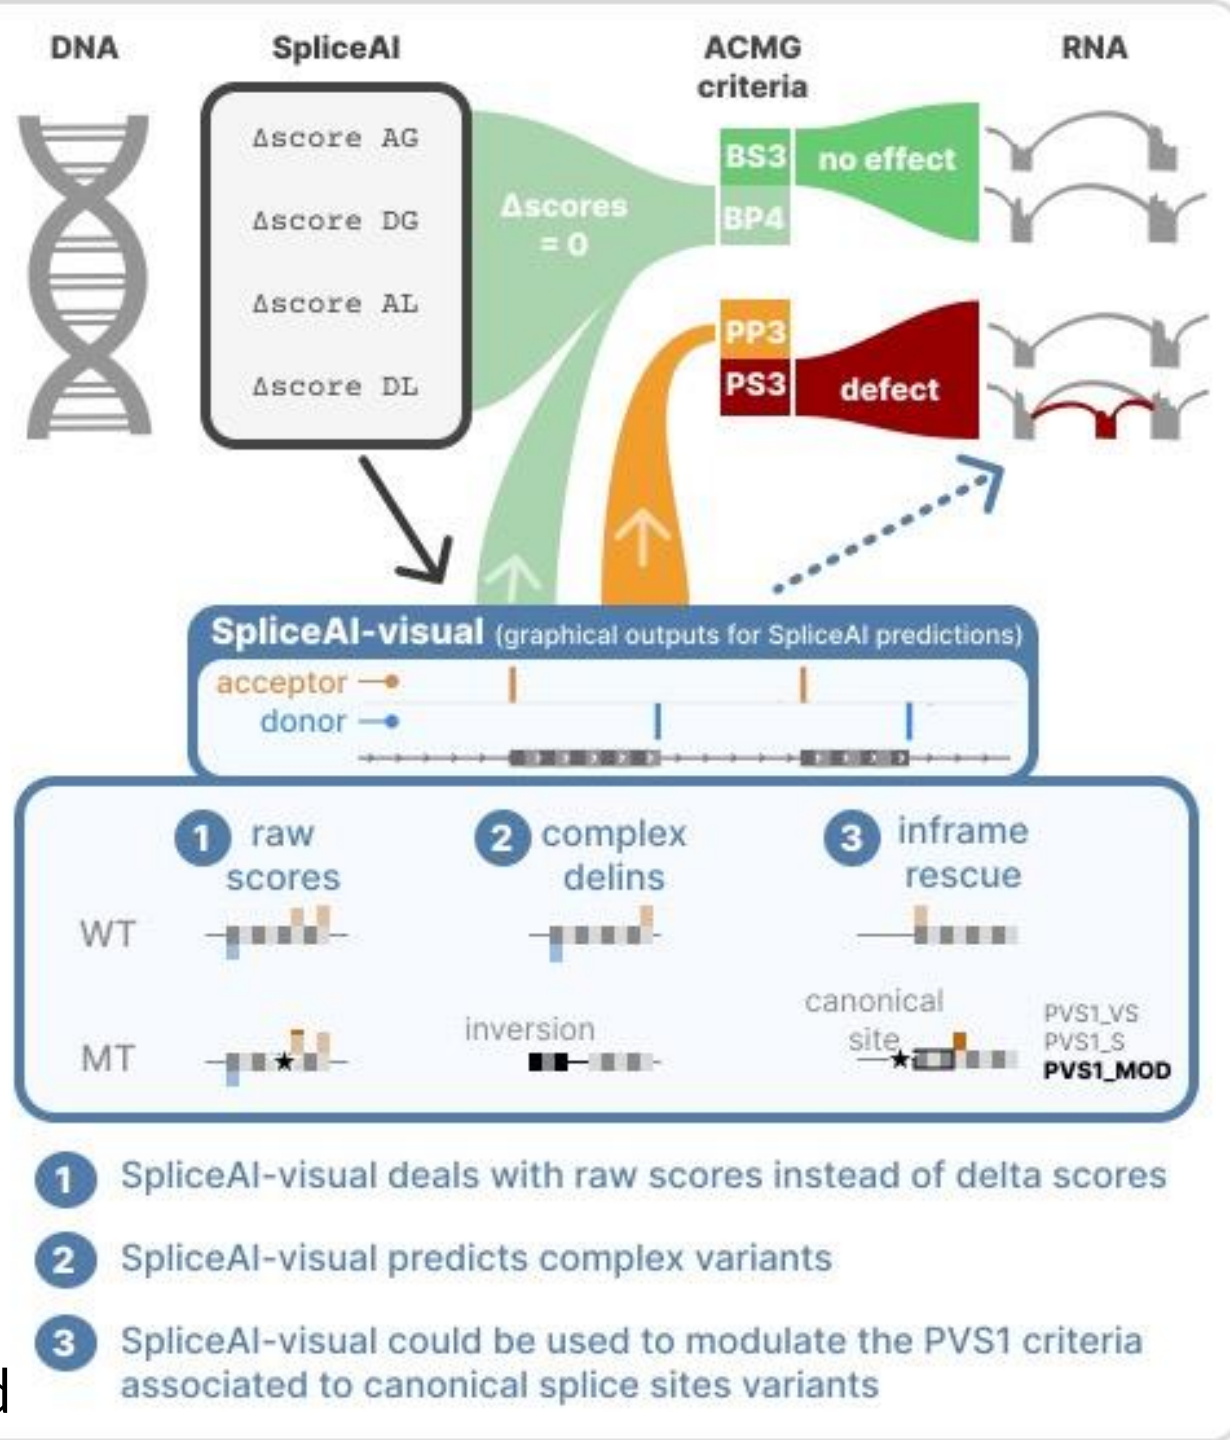 DNA
SpliceAI
ACMG
criteria
RNA
Δscore AG
Δscore DG
Δscore AL
Δscore DL
Δscores
= 0
BS3
BP4
no effect
PP3
PS3
defect
SpliceAI-visual (graphical outputs for SpliceAI predictions)
acceptor
donor
1 raw
scores
2 complex
delins
3 inframe
rescue
WT
MT
inversion
canonical
site
PVS1_VS
PVS1_S
PVS1_MOD
1 SpliceAI-visual deals with raw scores instead of delta scores
2 SpliceAI-visual predicts complex variants
3 SpliceAI-visual could be used to modulate the PVS1 criteria
associated to canonical splice sites variants